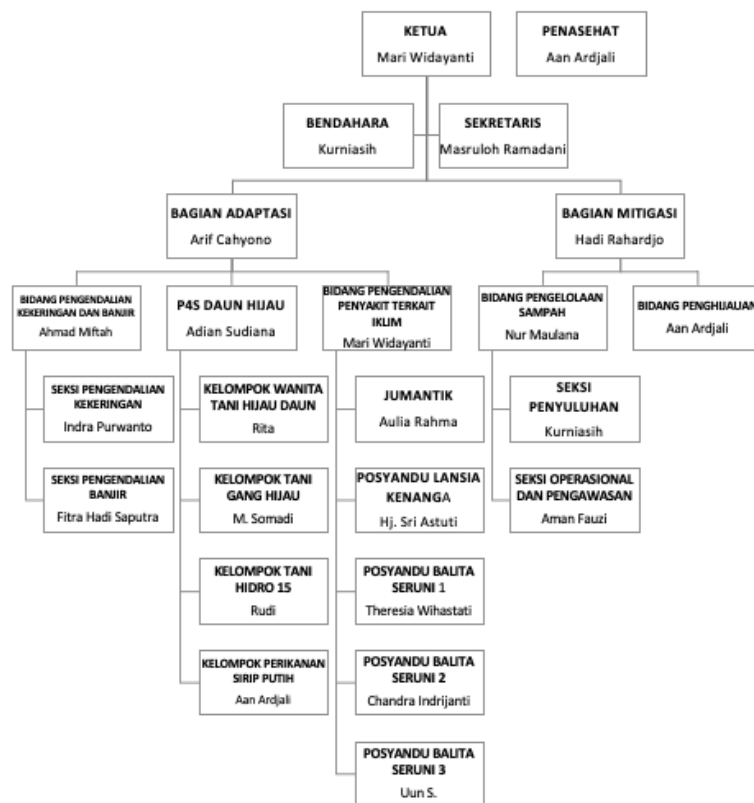 KETUA
Mari Widayanti
PENASEHAT
Aan Ardjali
BENDAHARA
Kurniasih
SEKRETARIS
Masruloh Ramadani
BAGIAN ADAPTASI
Arif Cahyono
BAGIAN MITIGASI
Hadi Rahardjo
BIDANG PENGENDALIAN
KEKERINGAN DAN BANJIR
Ahmad Miftah
P4S DAUN HIJAU
Adian Sudiana
BIDANG PENGENDALIAN
PENYAKIT TERKAIT
IKLIM
Mari Widayanti
BIDANG PENGELOLAAN
SAMPAH
Nur Maulana
BIDANG PENGHIJAUAN
Aan Ardjali
SEKSI PENGENDALIAN
KEKERINGAN
Indra Purwanto
SEKSI PENGENDALIAN
BANJIR
Fitra Hadi Saputra
KELOMPOK WANITA
TANI HIJAU DAUN
Rita
KELOMPOK TANI
GANG HIJAU
M. Somadi
KELOMPOK TANI
HIDRO 15
Rudi
KELOMPOK PERIKANAN
SIRIP PUTIH
Aan Ardjali
JUMANTIK
Aulia Rahma
POSYANDU LANSIA
KENANGA
Hj. Sri Astuti
POSYANDU BALITA
SERUNI 1
Theresia Wihastati
POSYANDU BALITA
SERUNI 2
Chandra Indrijanti
POSYANDU BALITA
SERUNI 3
Uun S.
SEKSI
PENYULUHAN
Kurniasih
SEKSI OPERASIONAL
DAN PENGAWASAN
Aman Fauzi